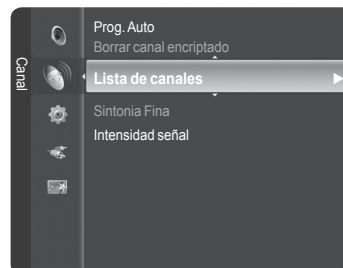 Canal
Prog. Auto
Borrar canal encriptado
Lista de canales
Sintonia Fina
Intensidad señal